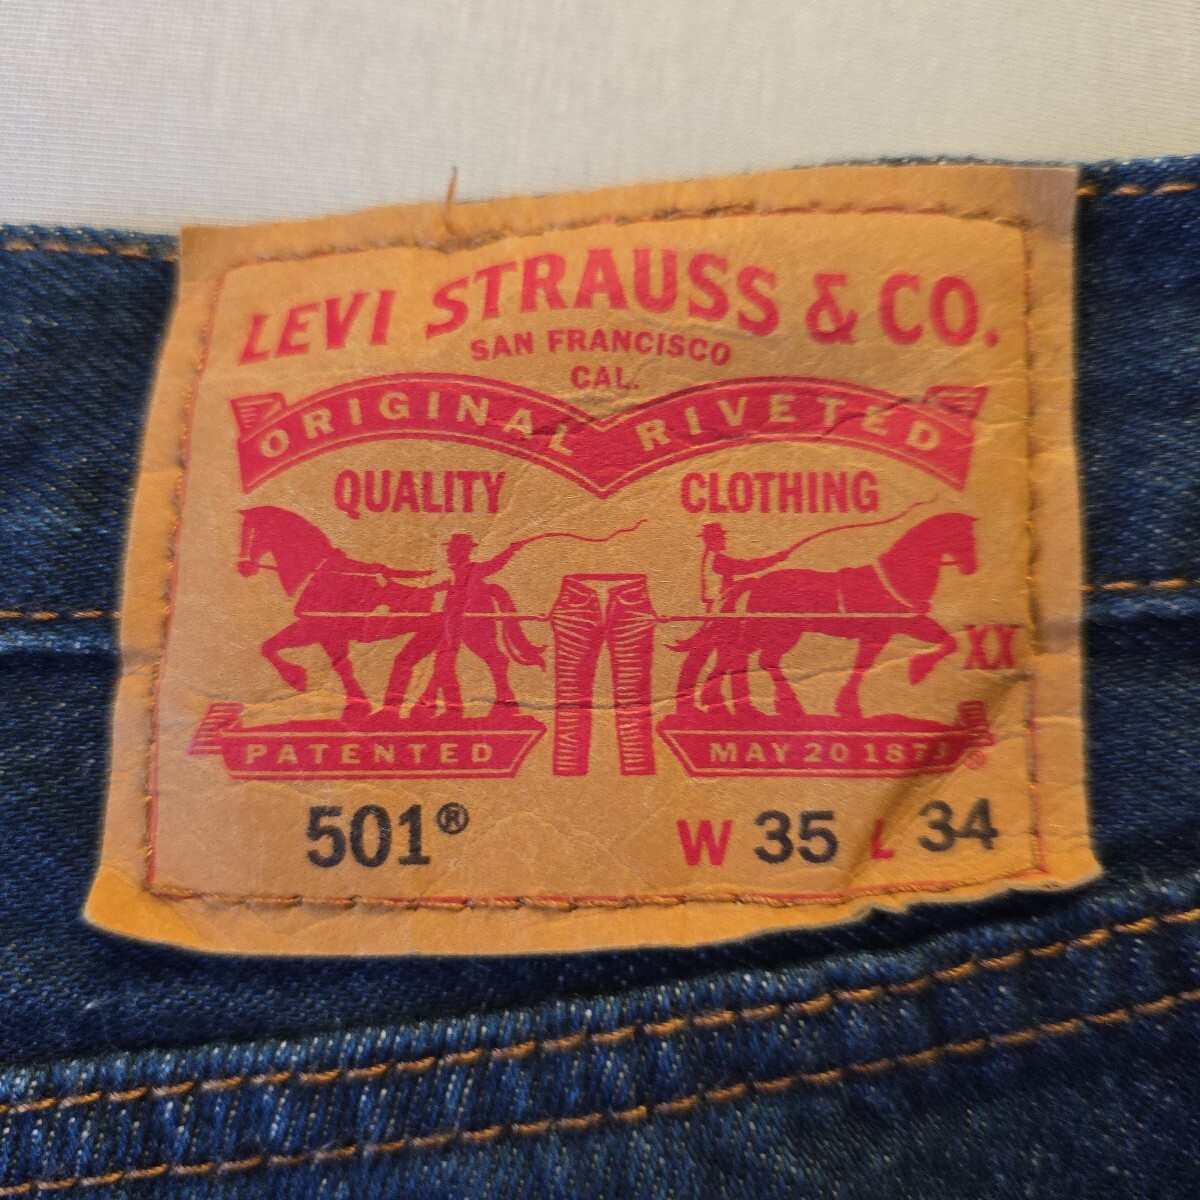 LEVI STRAUSS & CO.
SAN FRANCISCO
CAL.
ORIGINAL RIVETED
QUALITY CLOTHING
XX
PATENTED MAY 20 1873 ®
501® W 35 L 34